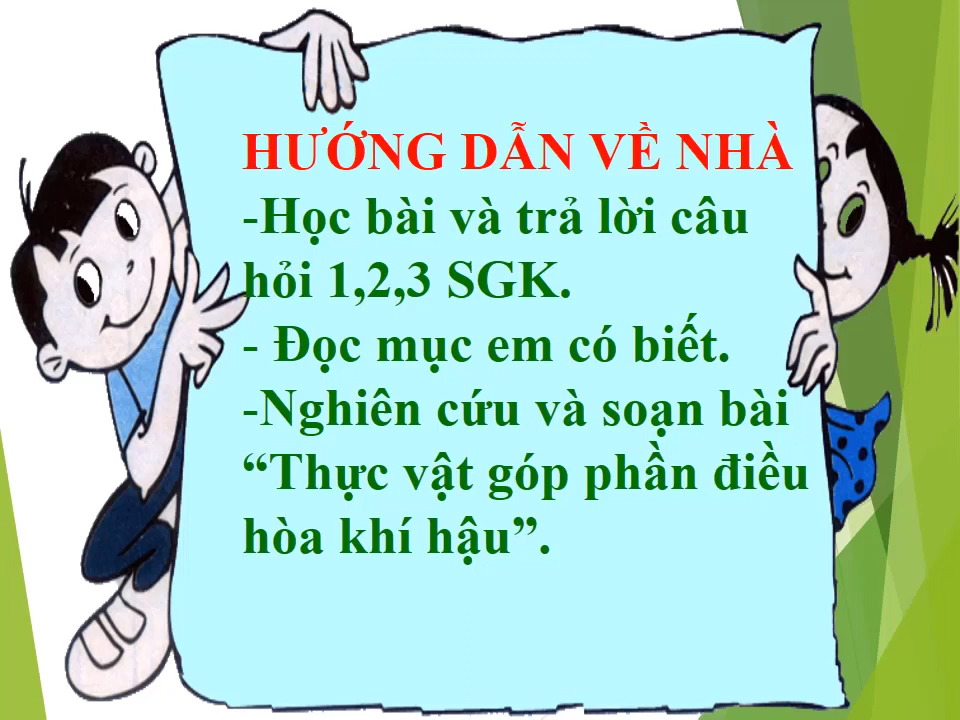 HƯỚNG DẪN VỀ NHÀ
-Học bài và trả lời câu
hỏi 1,2,3 SGK.
- Đọc mục em có biết.
-Nghiên cứu và soạn bài
“Thực vật góp phần điều
hòa khí hậu”.